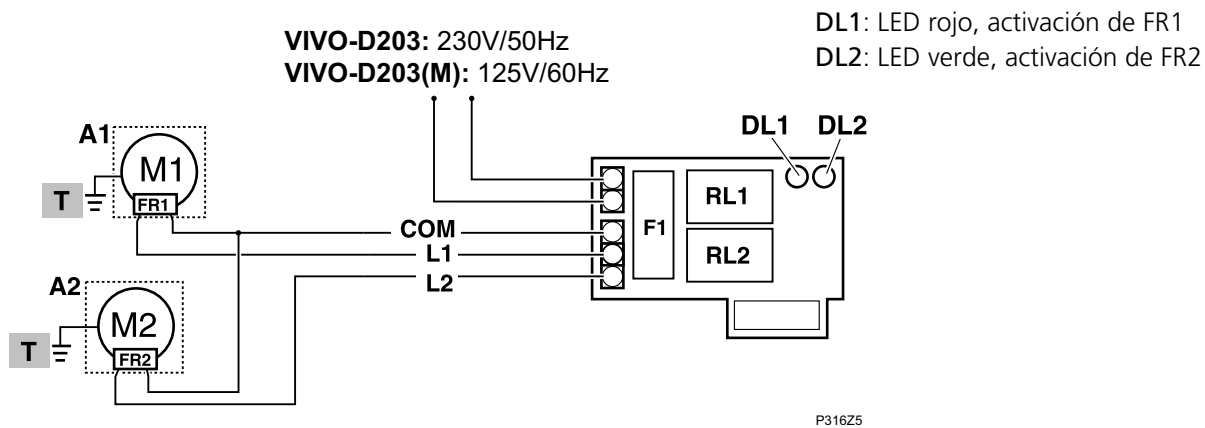 DL1: LED rojo, activación de FR1
DL2: LED verde, activación de FR2
VIVO-D203: 230V/50Hz
VIVO-D203(M): 125V/60Hz
DL1 DL2
A1
M1
T
FR1
RL1
F1
COM
L1
RL2
L2
A2
M2
T
FR2
P316Z5